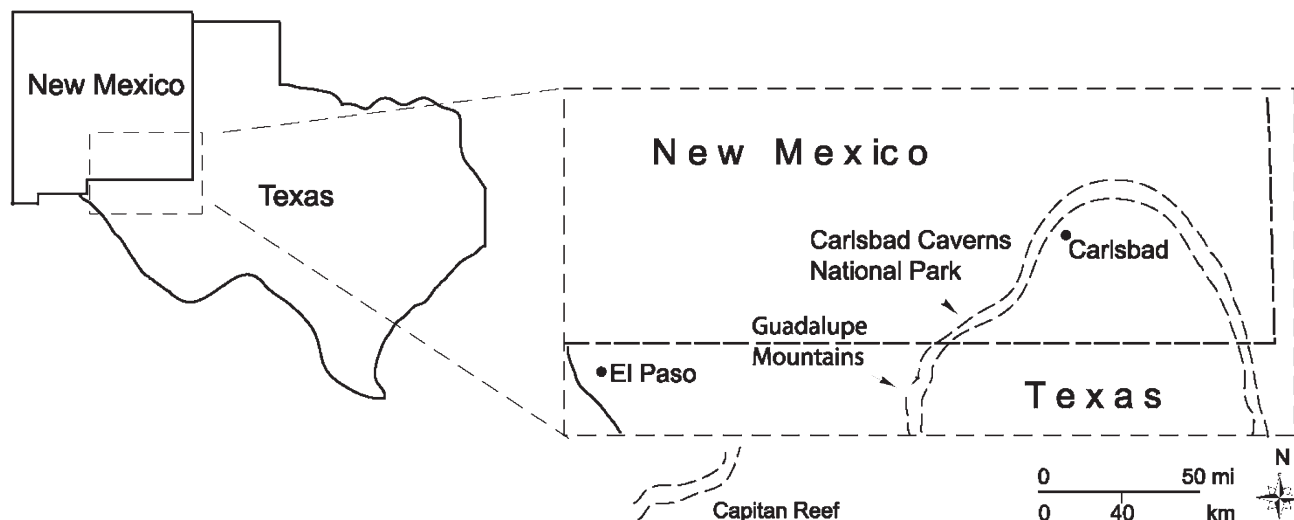 New Mexico
Texas
New Mexico
Carlsbad Caverns
National Park
Carlsbad
Guadalupe
Mountains
El Paso
Texas
Capitan Reef
0 50 mi
0 40 km
N